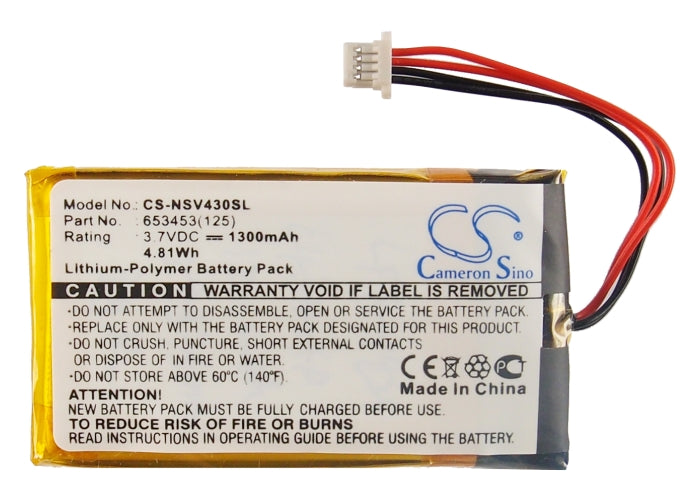 Model No.: CS-NSV430SL
Part No. : 653453(125)
Rating : 3.7VDC ⎓ 1300mAh
4.81Wh
Lithium-Polymer Battery Pack
CS
Cameron Sino
CAUTION WARRANTY VOID IF LABEL IS REMOVED
•DO NOT ATTEMPT TO DISASSEMBLE, OPEN OR SERVICE THE BATTERY
•REPLACE ONLY WITH THE BATTERY PACK DESIGNATED FOR THIS PRODUCT.
•DO NOT CRUSH, PUNCTURE, SHORT EXTERNAL CONTACTS
OR DISPOSE OF IN FIRE OR WATER.
•DO NOT STORE ABOVE 60°C (140°F)
CE
Made In China
ATTENTION!
NEW BATTERY PACK MUST BE FULLY CHARGED BEFORE USE
TO REDUCE RISK OF FIRE OR BURNS
READ INSTRUCTIONS ON OPERATING GUIDE BEFORE USING BATTERY